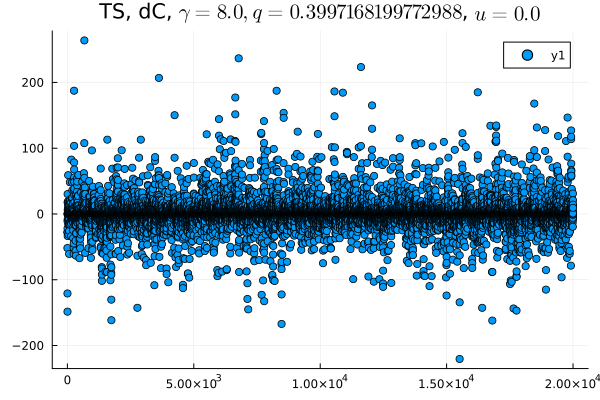 TS, dC, γ = 8.0, q = 0.3997168199772988, u = 0.0
y1
200
100
0
−100
−200
0 5.00×10³ 1.00×10⁴ 1.50×10⁴ 2.00×10⁴